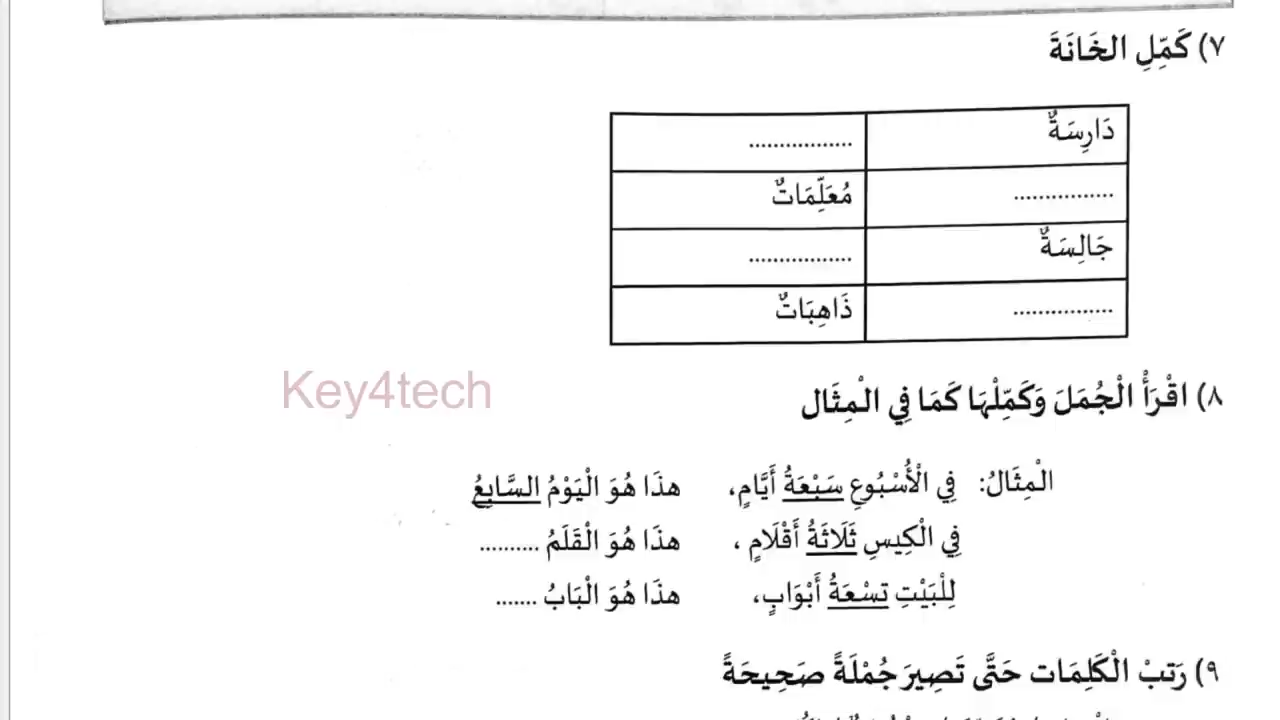 ٧) كَمِّلِ الخَانَةَ
دَارِسَةٌ .................
................ مُعَلِّمَاتٌ
جَالِسَةٌ .................
................ ذَاهِبَاتٌ
Key4tech
٨) اقْرَأْ الْجُمَلَ وَكَمِّلْهَا كَمَا فِي الْمِثَال
الْمِثَالُ: فِي الْأُسْبُوعِ سَبْعَةُ أَيَّامٍ، هذَا هُوَ الْيَوْمُ السَّابِعُ
فِي الْكِيسِ ثَلَاثَةُ أَقْلَامٍ ، هذَا هُوَ الْقَلَمُ ..........
لِلْبَيْتِ تسْعَةُ أَبْوَابٍ، هذَا هُوَ الْبَابُ .......
٩) رَتبْ الْكَلِمَات حَتَّى تَصِيرَ جُمْلَةً صَحِيحَةً